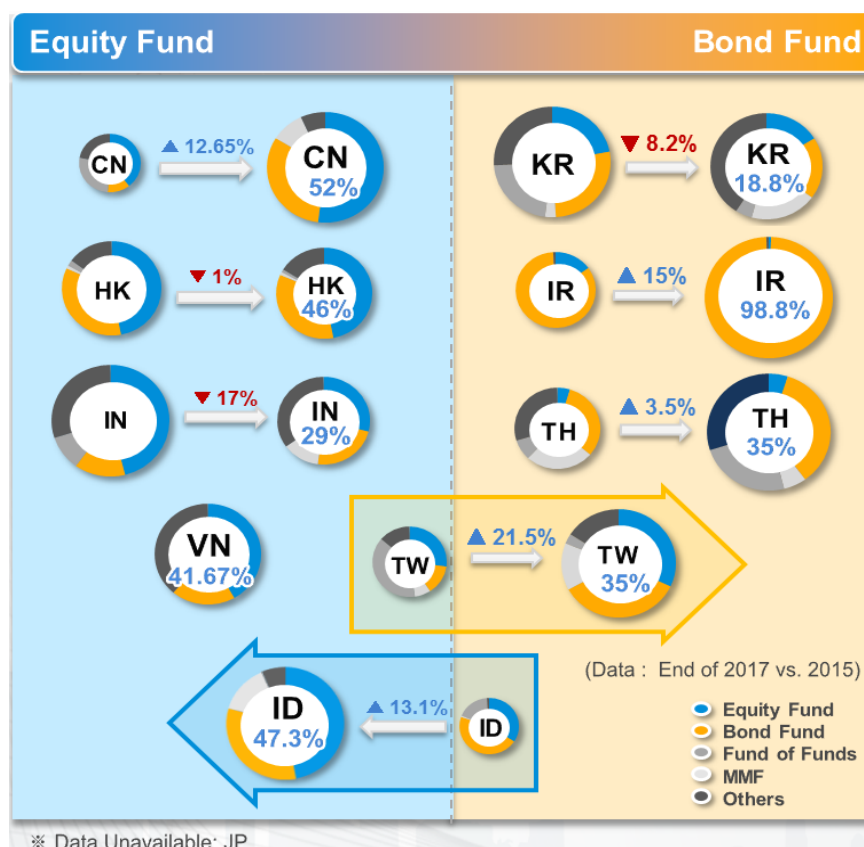 Equity Fund
Bond Fund
CN
▲ 12.65%
CN
52%
KR
▼ 8.2%
KR
18.8%
HK
▼ 1%
HK
46%
IR
▲ 15%
IR
98.8%
IN
▼ 17%
IN
29%
TH
▲ 3.5%
TH
35%
VN
41.67%
TW
▲ 21.5%
TW
35%
ID
47.3%
▲ 13.1%
ID
(Data : End of 2017 vs. 2015)
Equity Fund
Bond Fund
Fund of Funds
MMF
Others
※ Data Unavailable: JP